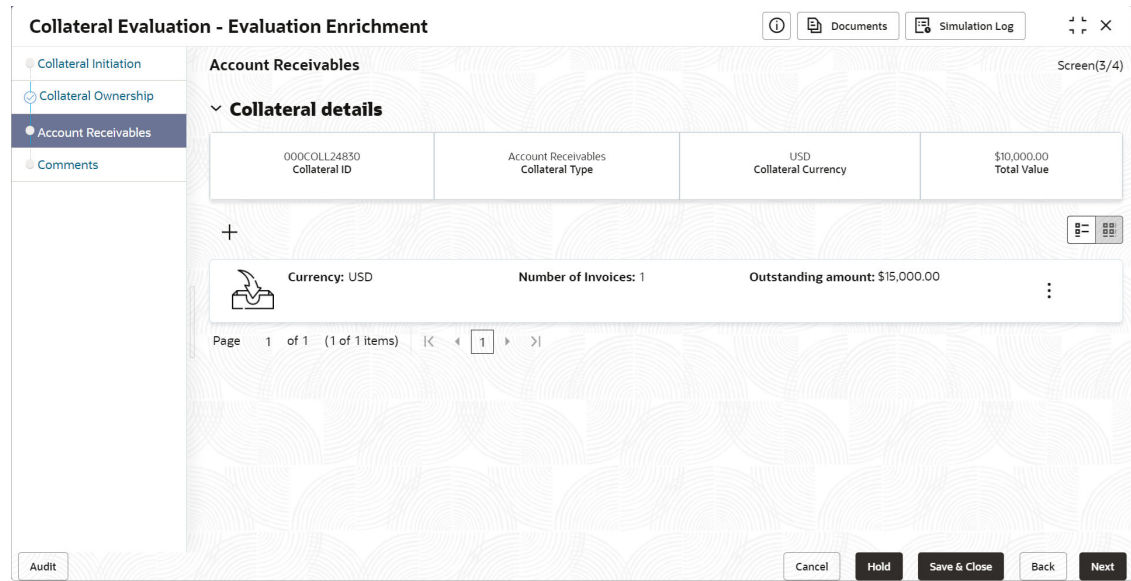 Collateral Evaluation - Evaluation Enrichment
Documents
Simulation Log
Collateral Initiation
Collateral Ownership
Account Receivables
Comments
Account Receivables
Screen(3/4)
Collateral details
000COLL24830
Collateral ID
Account Receivables
Collateral Type
USD
Collateral Currency
$10,000.00
Total Value
Currency: USD
Number of Invoices: 1
Outstanding amount: $15,000.00
Page 1 of 1 (1 of 1 items) 1
Audit
Cancel
Hold
Save & Close
Back
Next